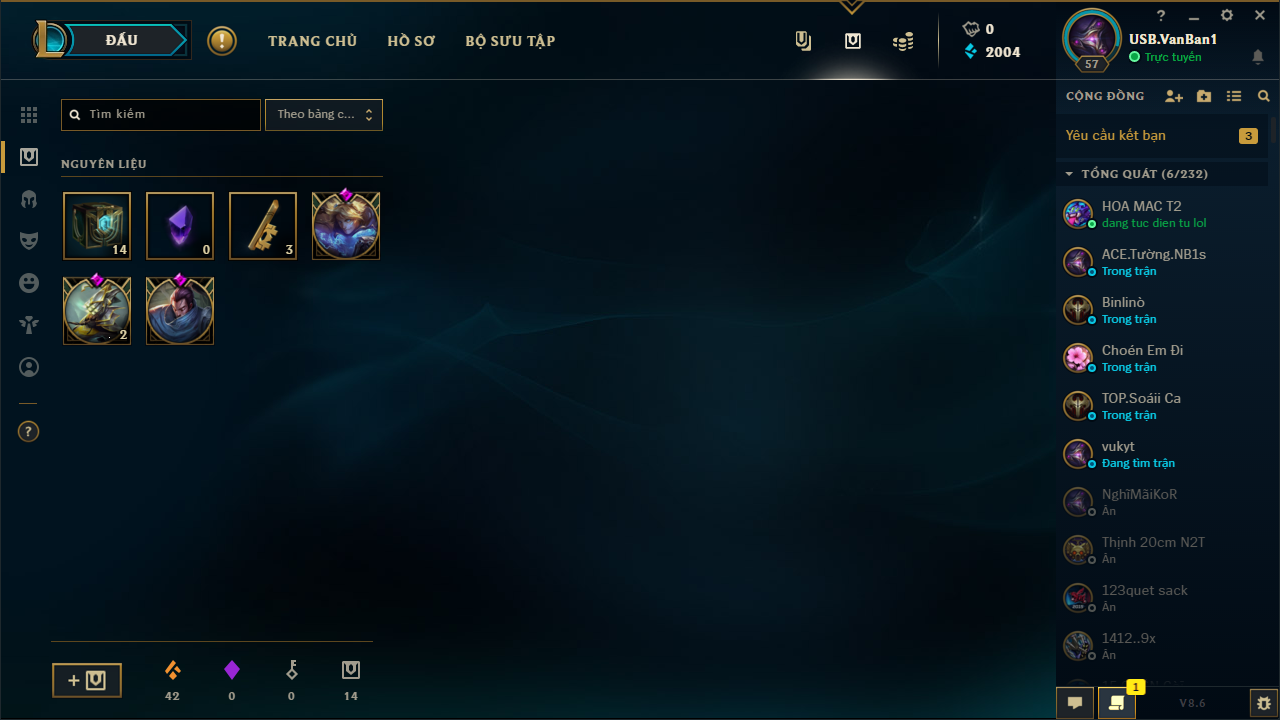 ĐẤU
!
TRANG CHỦ
HỒ SƠ
BỘ SƯU TẬP
0
2004
?
57
USB.VanBan1
Trực tuyến
Tìm kiếm
Theo bảng c...
NGUYÊN LIỆU
14
0
3
2
?
42
0
0
14
CỘNG ĐỒNG
Yêu cầu kết bạn
3
TỔNG QUÁT (6/232)
HOA MAC T2
dang tuc dien tu lol
ACE.Tường.NB1s
Trong trận
Binlinò
Trong trận
Choén Em Đi
Trong trận
TOP.Soáii Ca
Trong trận
vukyt
Đang tìm trận
NghĩMãiKoR
Ẩn
Thịnh 20cm N2T
Ẩn
123quet sack
Ẩn
1412..9x
Ẩn
1
V8.6